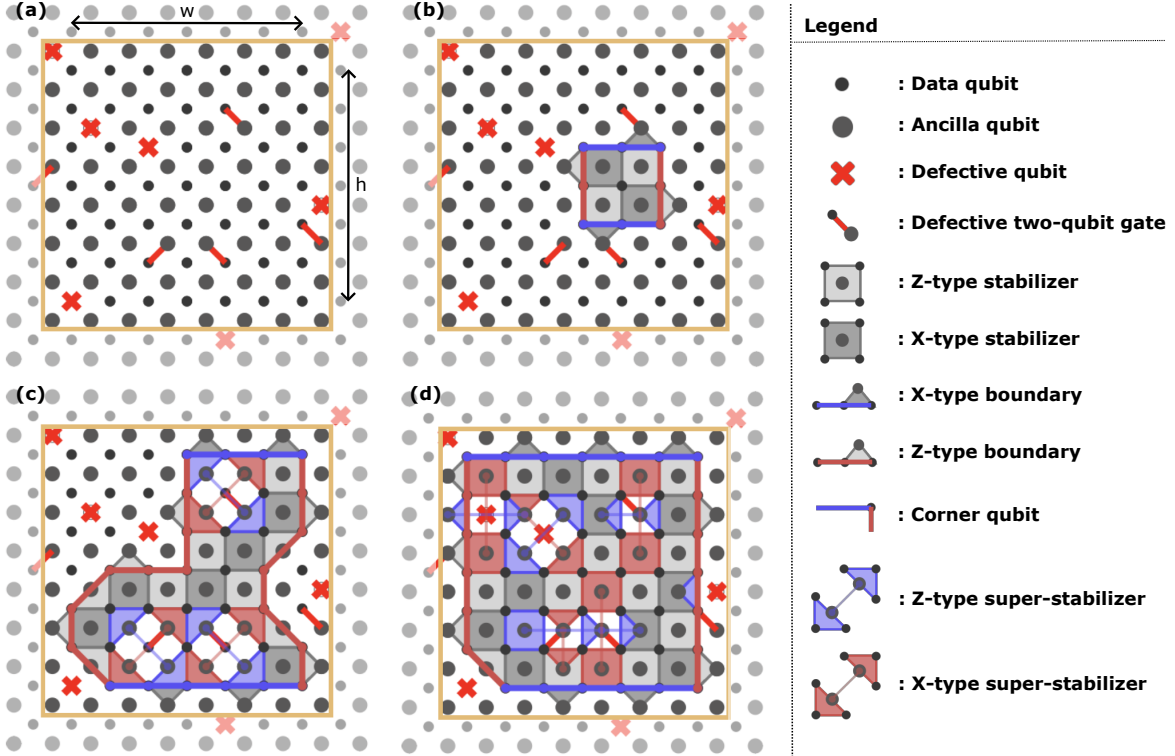 (a)
w
h
(b)
(c)
(d)
Legend
: Data qubit
: Ancilla qubit
: Defective qubit
: Defective two-qubit gate
: Z-type stabilizer
: X-type stabilizer
: X-type boundary
: Z-type boundary
: Corner qubit
: Z-type super-stabilizer
: X-type super-stabilizer